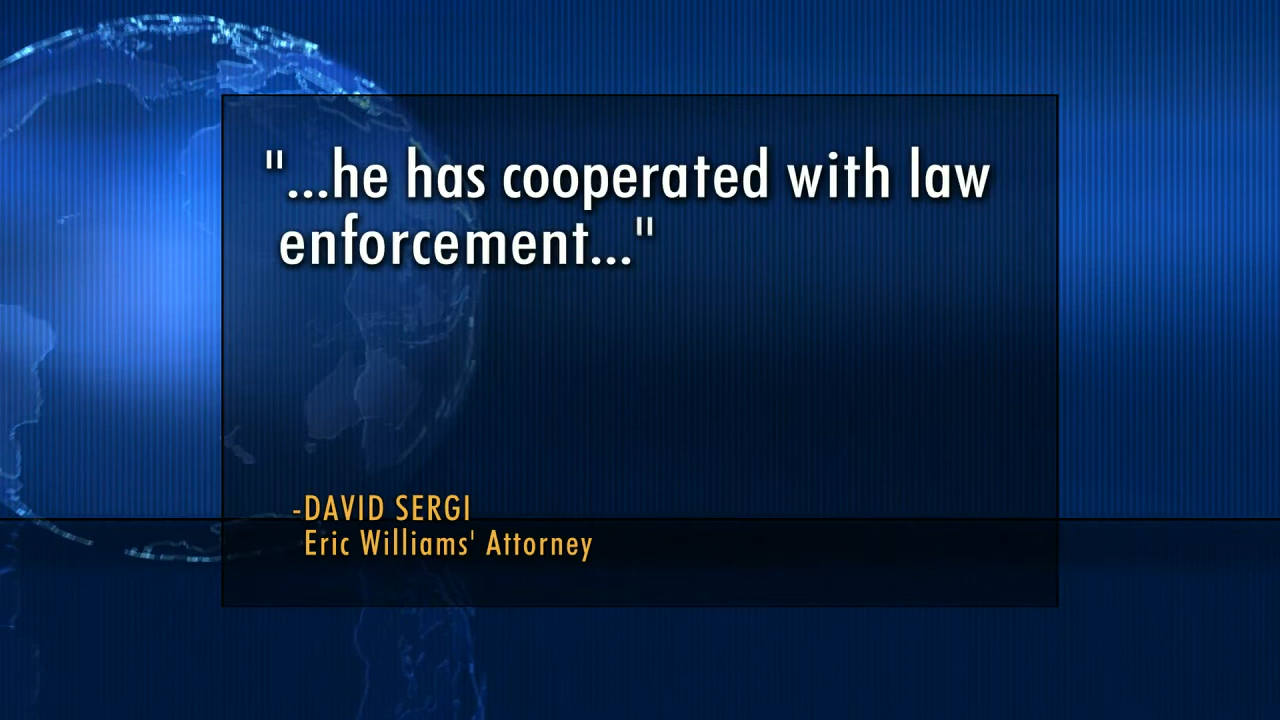 "...he has cooperated with law
enforcement..."
-DAVID SERGI
Eric Williams' Attorney